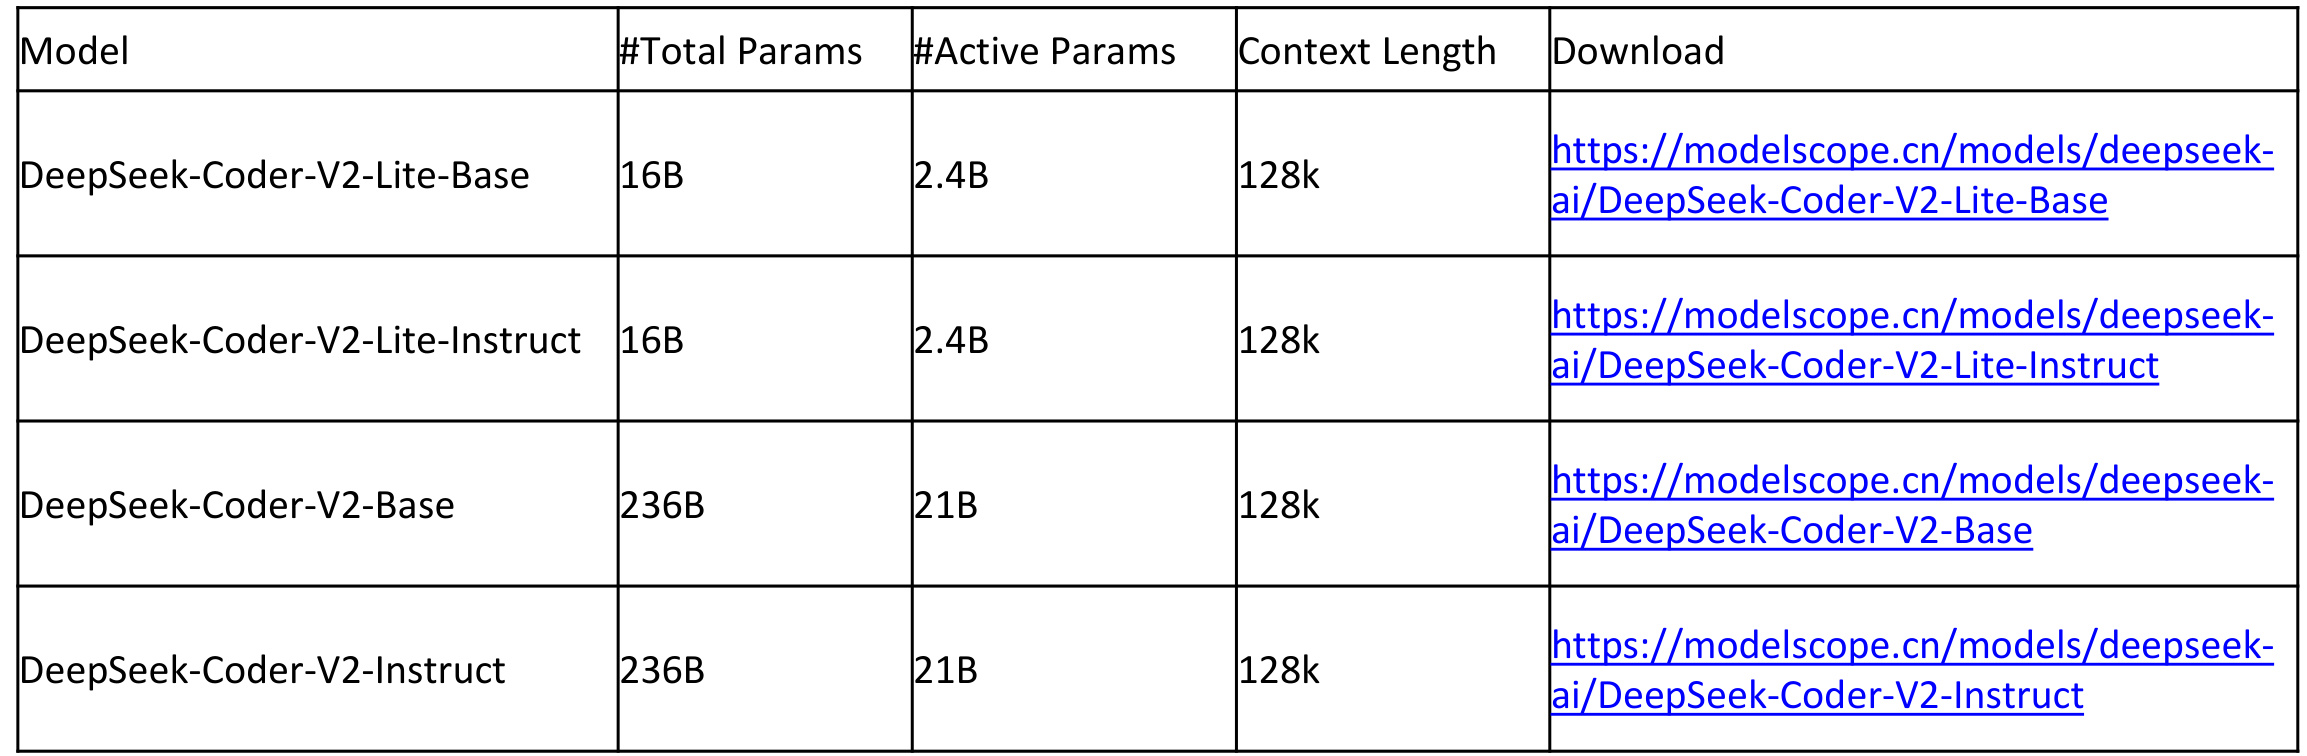 Model #Total Params #Active Params Context Length Download
DeepSeek-Coder-V2-Lite-Base 16B 2.4B 128k https://modelscope.cn/models/deepseek-
ai/DeepSeek-Coder-V2-Lite-Base
DeepSeek-Coder-V2-Lite-Instruct 16B 2.4B 128k https://modelscope.cn/models/deepseek-
ai/DeepSeek-Coder-V2-Lite-Instruct
DeepSeek-Coder-V2-Base 236B 21B 128k https://modelscope.cn/models/deepseek-
ai/DeepSeek-Coder-V2-Base
DeepSeek-Coder-V2-Instruct 236B 21B 128k https://modelscope.cn/models/deepseek-
ai/DeepSeek-Coder-V2-Instruct